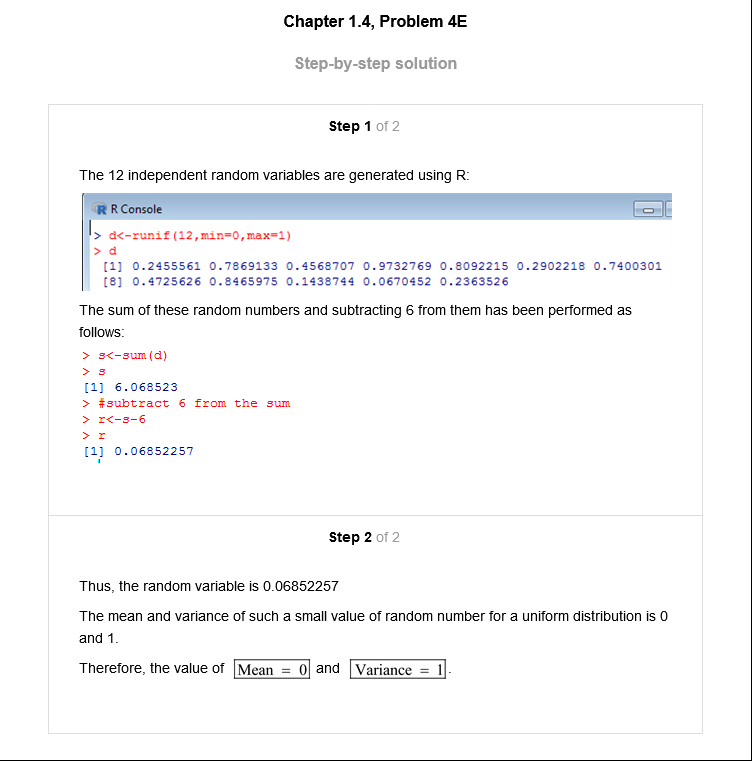 Chapter 1.4, Problem 4E
Step-by-step solution
Step 1 of 2
The 12 independent random variables are generated using R:
R Console
> d<-runif(12,min=0,max=1)
> d
[1] 0.2455561 0.7869133 0.4568707 0.9732769 0.8092215 0.2902218 0.7400301
[8] 0.4725626 0.8465975 0.1438744 0.0670452 0.2363526
The sum of these random numbers and subtracting 6 from them has been performed as
follows:
> s<-sum(d)
> s
[1] 6.068523
> #subtract 6 from the sum
> r<-s-6
> r
[1] 0.06852257
Step 2 of 2
Thus, the random variable is 0.06852257
The mean and variance of such a small value of random number for a uniform distribution is 0
and 1.
Therefore, the value of Mean = 0 and Variance = 1.